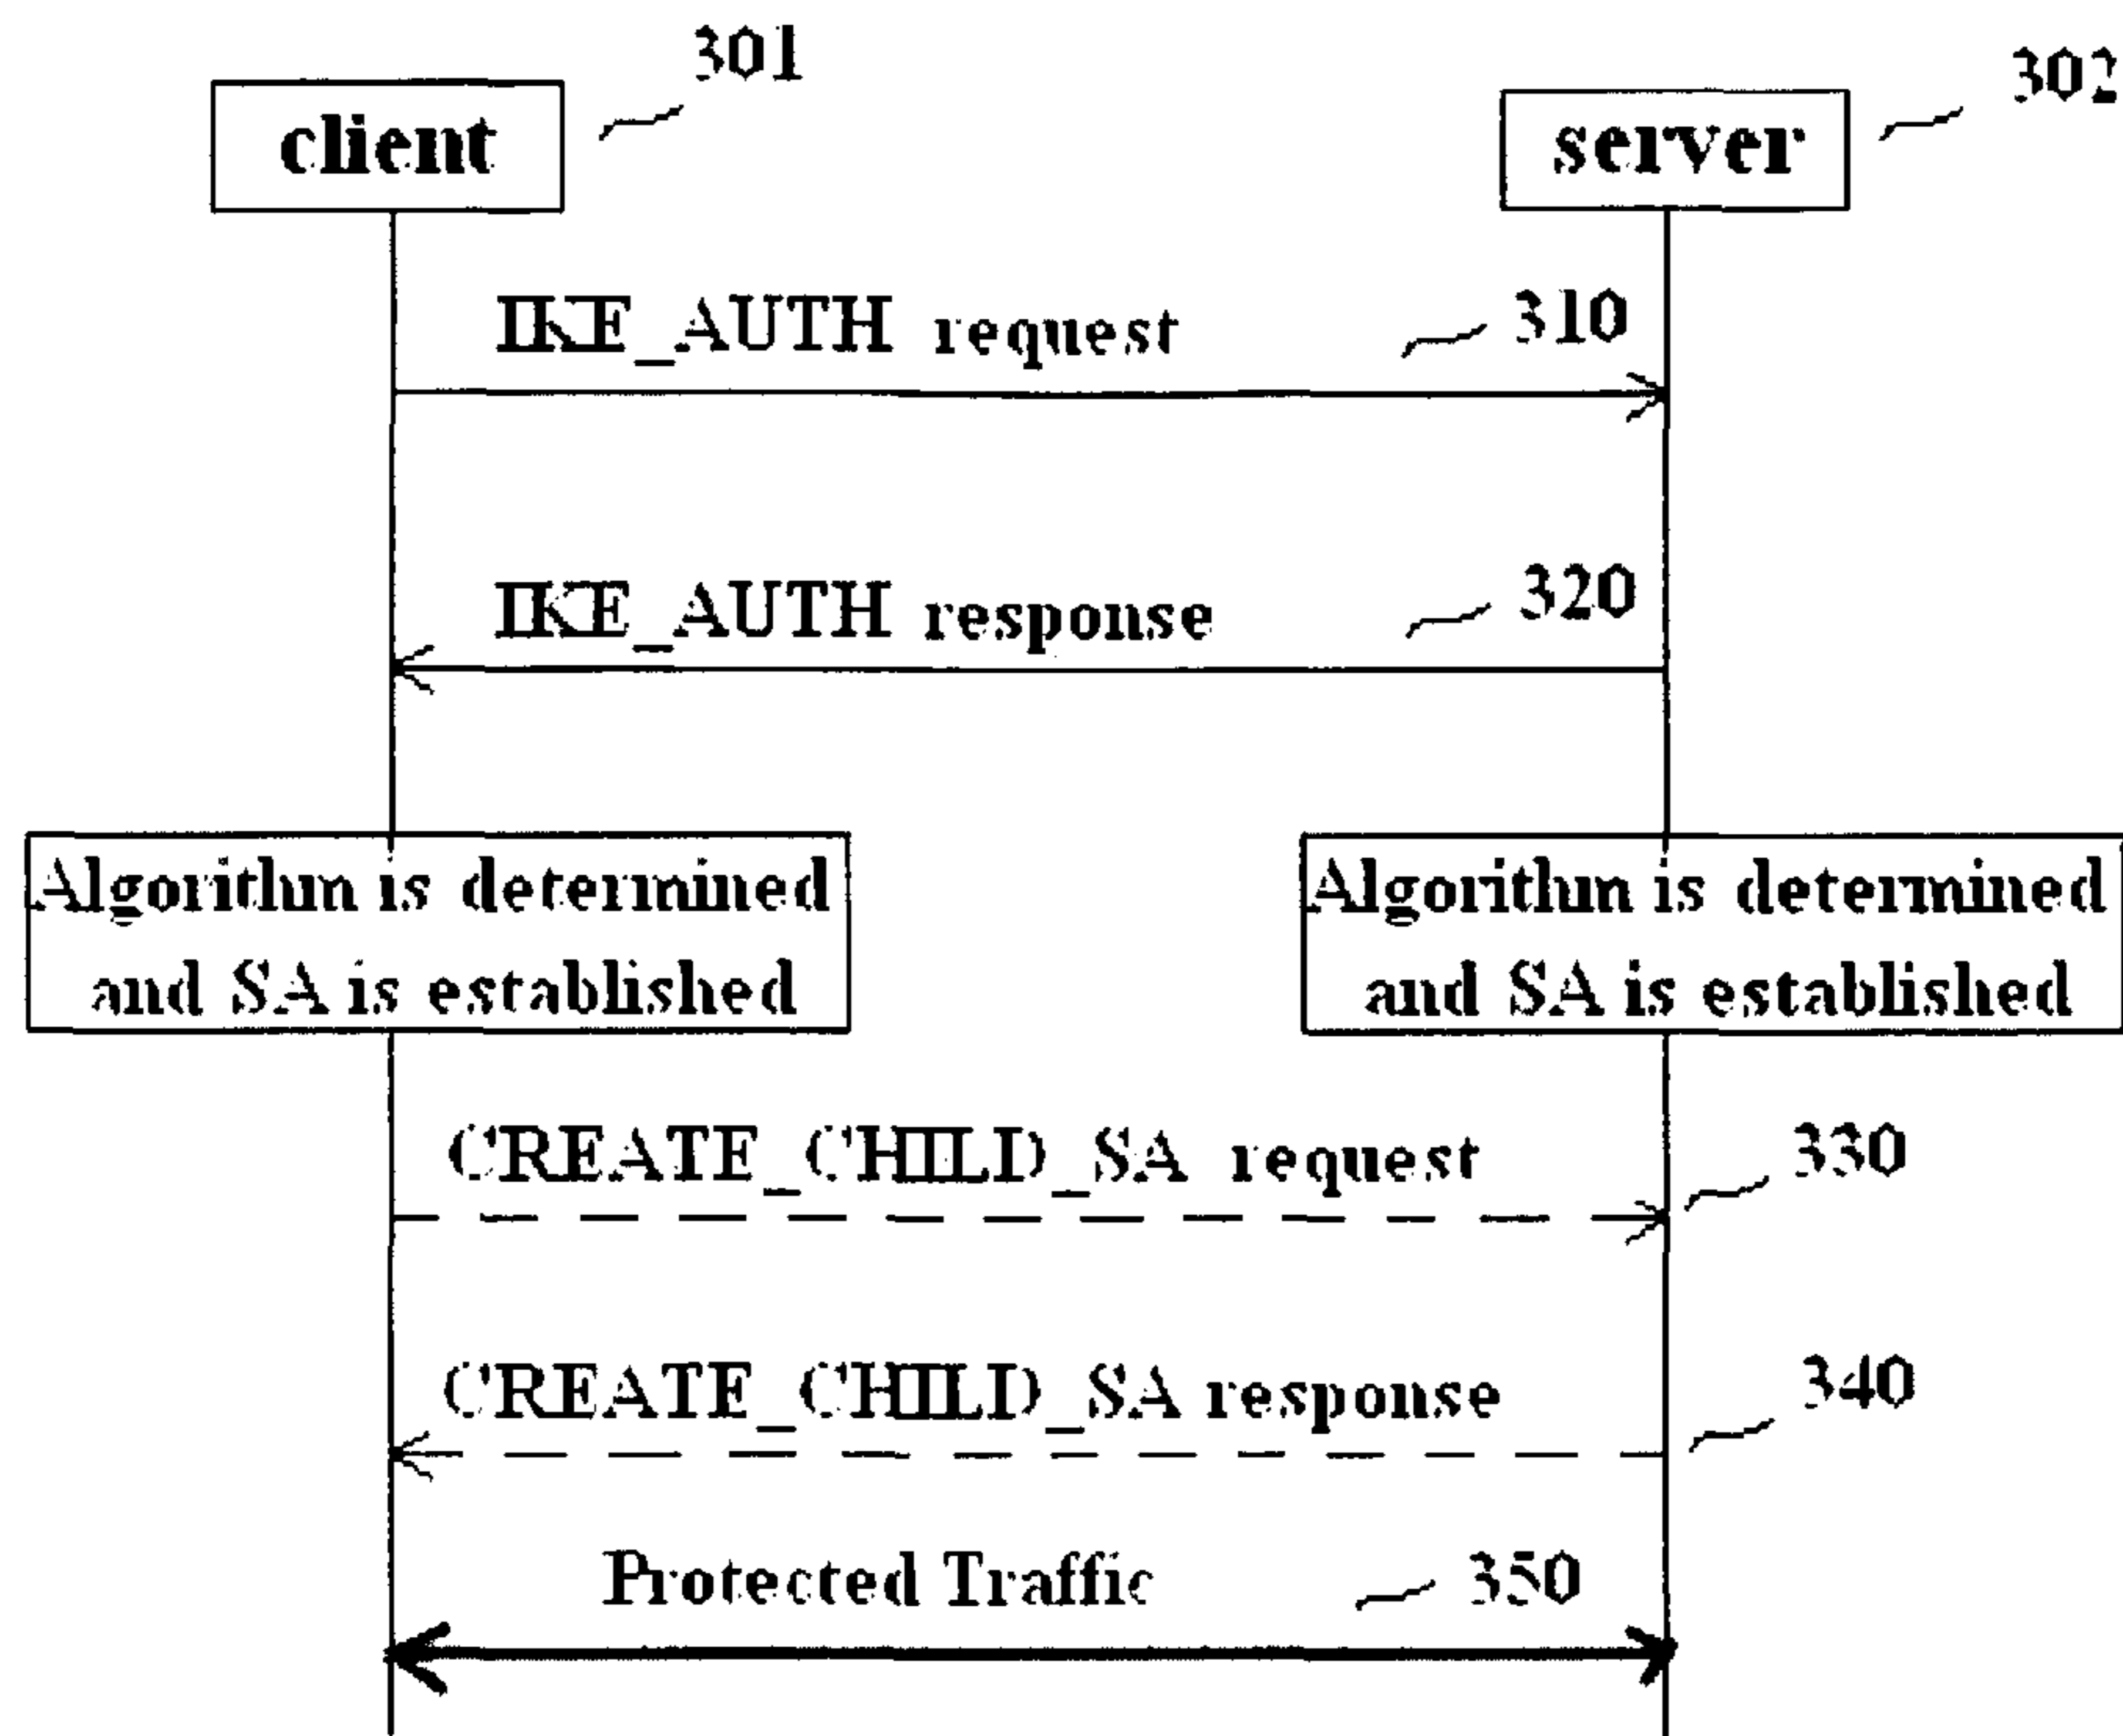 301
302
client
server
IKE_AUTH request
310
IKE_AUTH response
320
Algorithm is determined
and SA is established
Algorithm is determined
and SA is established
CREATE_CHILD_SA request
330
CREATE_CHILD_SA response
340
Protected Traffic
350